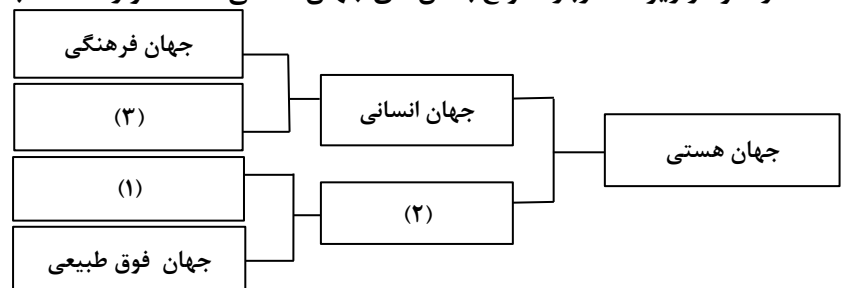 جهان هستی
جهان انسانی
(۲)
جهان فرهنگی
(۳)
(۱)
جهان فوق طبیعی